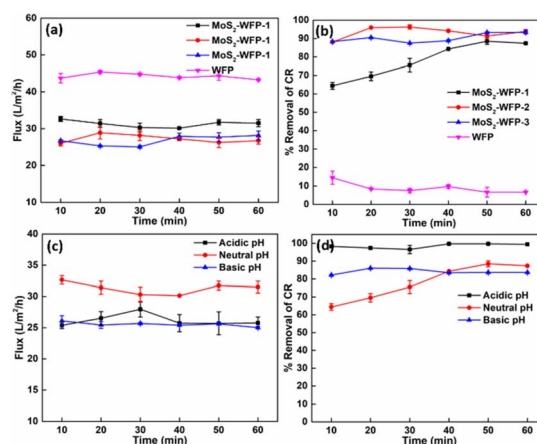 (a)
MoS2-WFP-1
MoS2-WFP-1
MoS2-WFP-1
WFP
Flux (L/m²/h)
60
50
40
30
20
10
10 20 30 40 50 60
Time (min)
(b)
MoS2-WFP-1
MoS2-WFP-2
MoS2-WFP-3
WFP
% Removal of CR
100
90
80
70
60
50
40
30
20
10
0
10 20 30 40 50 60
Time (min)
(c)
Acidic pH
Neutral pH
Basic pH
Flux (L/m²/h)
40
35
30
25
20
15
10
10 20 30 40 50 60
Time (min)
(d)
Acidic pH
Neutral pH
Basic pH
% Removal of CR
100
90
80
70
60
50
40
30
20
10
0
10 20 30 40 50 60
Time (min)